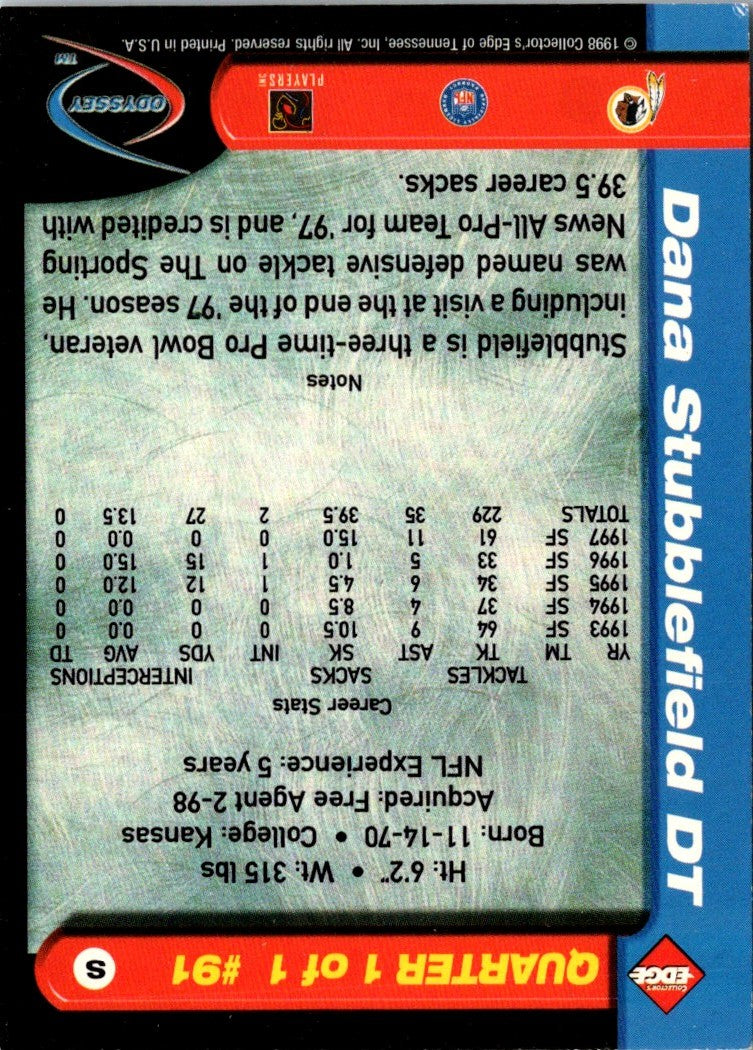 COLLECTOR'S
EDGE
QUARTER 1 of 1 #91
S
Dana Stubblefield DT
Ht: 6'2" • Wt: 315 lbs
Born: 11-14-70 • College: Kansas
Acquired: Free Agent 2-98
NFL Experience: 5 years
Career Stats
TACKLES SACKS INTERCEPTIONS
YR TM TK AST SK INT YDS AVG TD
1993 SF 64 9 10.5 0 0 0.0 0
1994 SF 37 4 8.5 0 0 0.0 0
1995 SF 34 6 4.5 1 12 12.0 0
1996 SF 33 5 1.0 1 15 15.0 0
1997 SF 61 11 15.0 0 0 0.0 0
TOTALS 229 35 39.5 2 27 13.5 0
Notes
Stubblefield is a three-time Pro Bowl veteran,
including a visit at the end of the '97 season. He
was named defensive tackle on The Sporting
News All-Pro Team for '97, and is credited with
39.5 career sacks.
NFL
PLAYERS INC
ODYSSEY
TM
© 1998 Collector's Edge of Tennessee, Inc. All rights reserved. Printed in U.S.A.